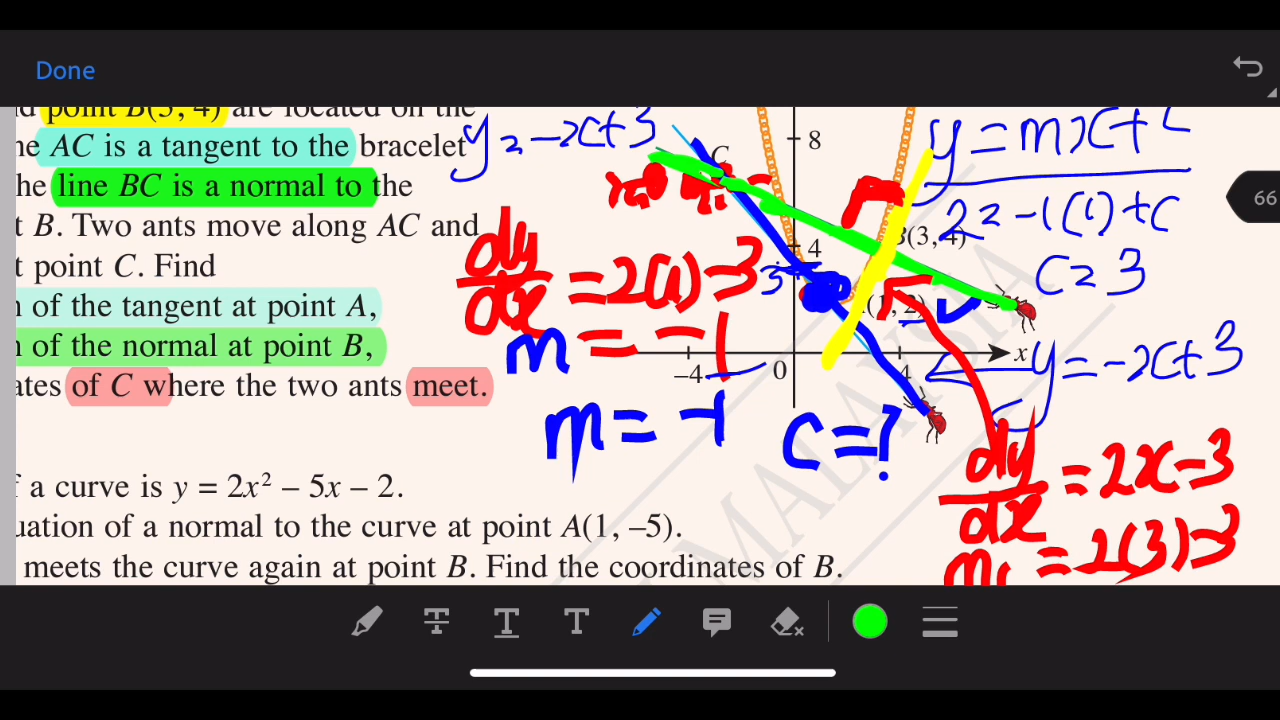 Done
point B(3, 4) are located on the
ne AC is a tangent to the bracelet
he line BC is a normal to the
t B. Two ants move along AC and
t point C. Find
n of the tangent at point A,
n of the normal at point B,
ates of C where the two ants meet.
f a curve is y = 2x² – 5x – 2.
uation of a normal to the curve at point A(1, –5).
meets the curve again at point B. Find the coordinates of B.
y = -x+3
dy/dx = 2(1)-3
m = -1
m = -1
c=?
C
8
4
3
B(3, 4)
(1, 2)
–4
0
4
x
y = mx+c
2 = -1(1)+c
c = 3
y = -x+3
dy/dx = 2x-3
m₁ = 2(3)-3
66
MALAYSIA
T
T
T